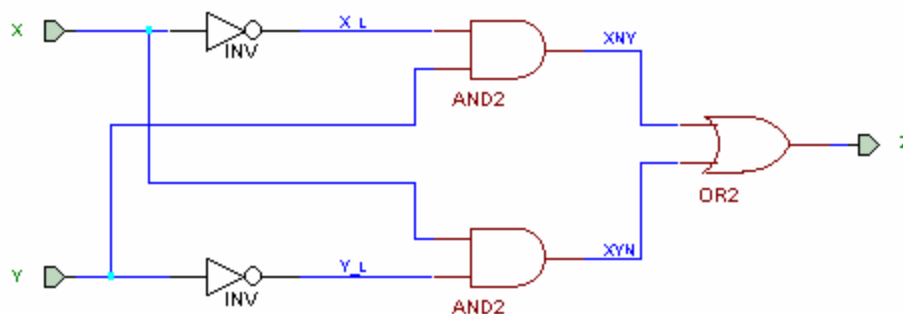 X
INV
X_L
AND2
XNY
OR2
Z
Y
INV
Y_L
AND2
XYN